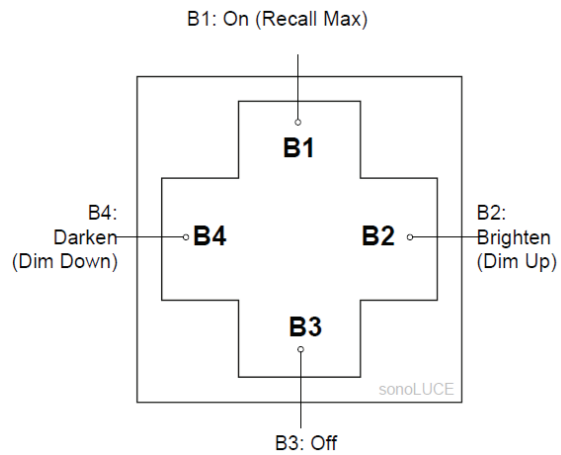 B1: On (Recall Max)
B1
B4:
Darken
(Dim Down)
B4
B2
B2:
Brighten
(Dim Up)
B3
sonoLUCE
B3: Off